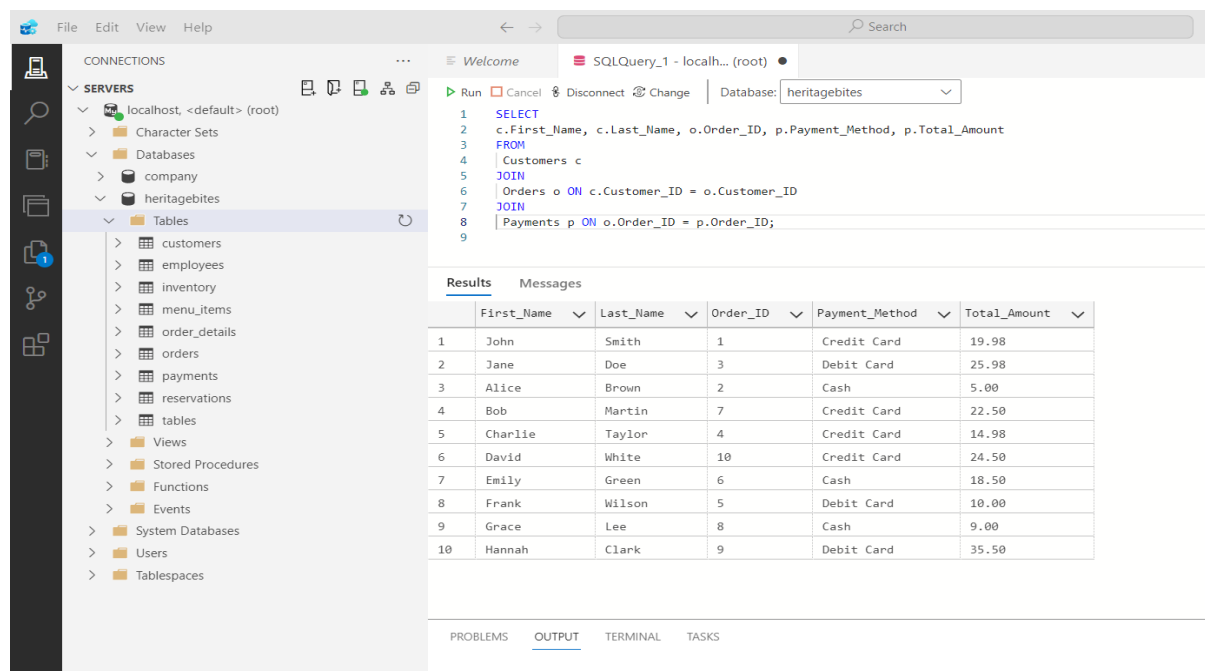 File Edit View Help Search
CONNECTIONS ...
SERVERS
localhost, <default> (root)
Character Sets
Databases
company
heritagebites
Tables
customers
employees
inventory
menu_items
order_details
orders
payments
reservations
tables
Views
Stored Procedures
Functions
Events
System Databases
Users
Tablespaces
1
Welcome SQLQuery_1 - localh... (root)
Run Cancel Disconnect Change Database: heritagebites
1 SELECT
2 c.First_Name, c.Last_Name, o.Order_ID, p.Payment_Method, p.Total_Amount
3 FROM
4 Customers c
5 JOIN
6 Orders o ON c.Customer_ID = o.Customer_ID
7 JOIN
8 Payments p ON o.Order_ID = p.Order_ID;
9
Results Messages
First_Name Last_Name Order_ID Payment_Method Total_Amount
1 John Smith 1 Credit Card 19.98
2 Jane Doe 3 Debit Card 25.98
3 Alice Brown 2 Cash 5.00
4 Bob Martin 7 Credit Card 22.50
5 Charlie Taylor 4 Credit Card 14.98
6 David White 10 Credit Card 24.50
7 Emily Green 6 Cash 18.50
8 Frank Wilson 5 Debit Card 10.00
9 Grace Lee 8 Cash 9.00
10 Hannah Clark 9 Debit Card 35.50
PROBLEMS OUTPUT TERMINAL TASKS